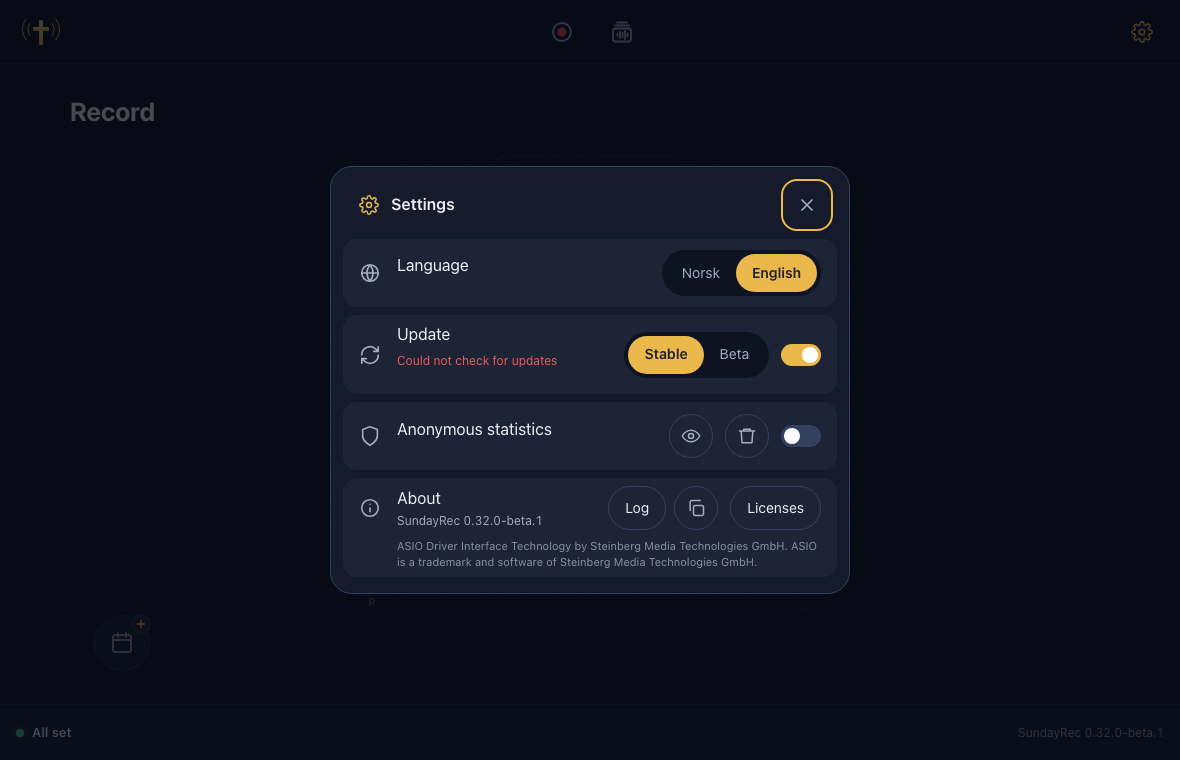 Record
Settings
Language
Norsk
English
Update
Could not check for updates
Stable
Beta
Anonymous statistics
About
SundayRec 0.32.0-beta.1
Log
Licenses
ASIO Driver Interface Technology by Steinberg Media Technologies GmbH. ASIO
is a trademark and software of Steinberg Media Technologies GmbH.
R
All set
SundayRec 0.32.0-beta.1